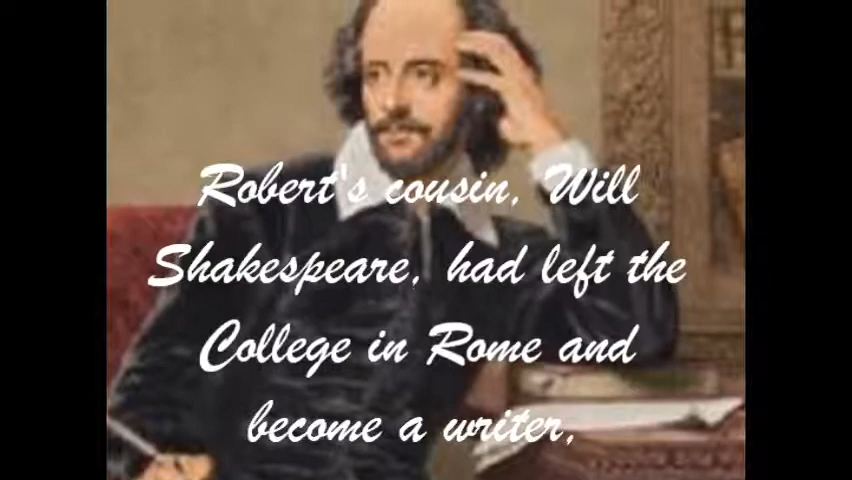 Robert's cousin, Will
Shakespeare, had left the
College in Rome and
become a writer,